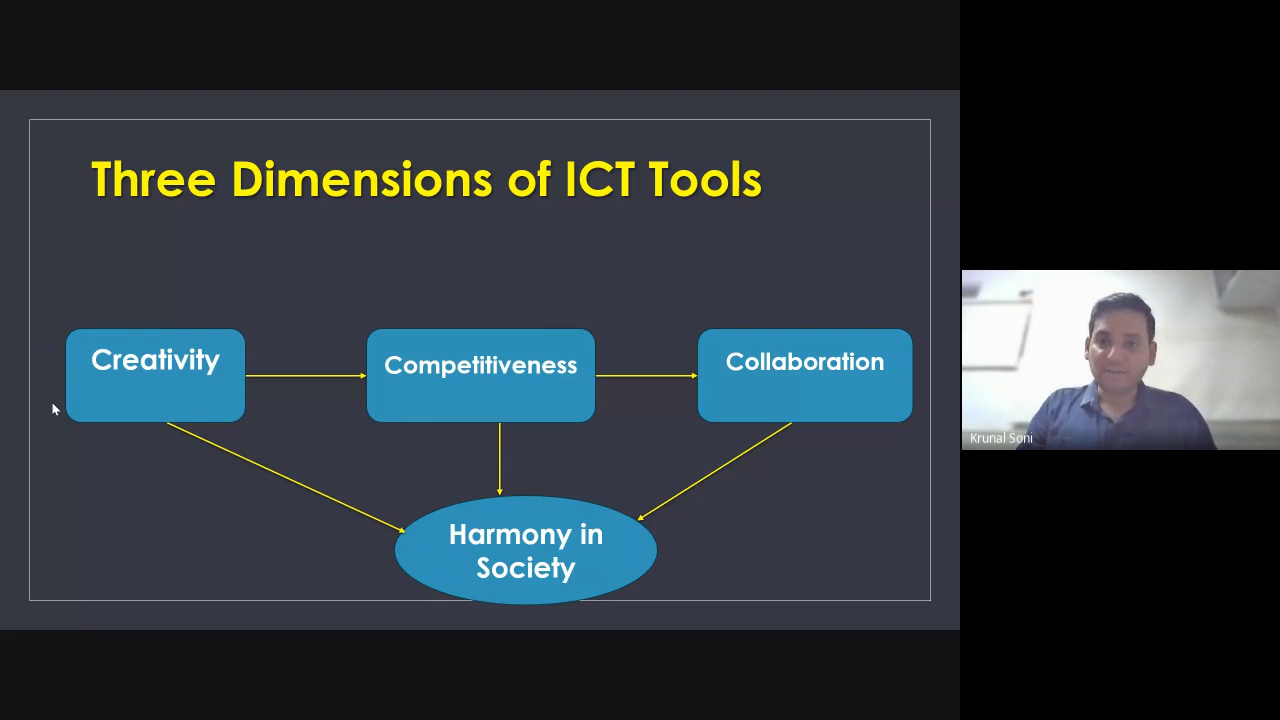 Three Dimensions of ICT Tools
Creativity
Competitiveness
Collaboration
Harmony in
Society
Krunal Soni